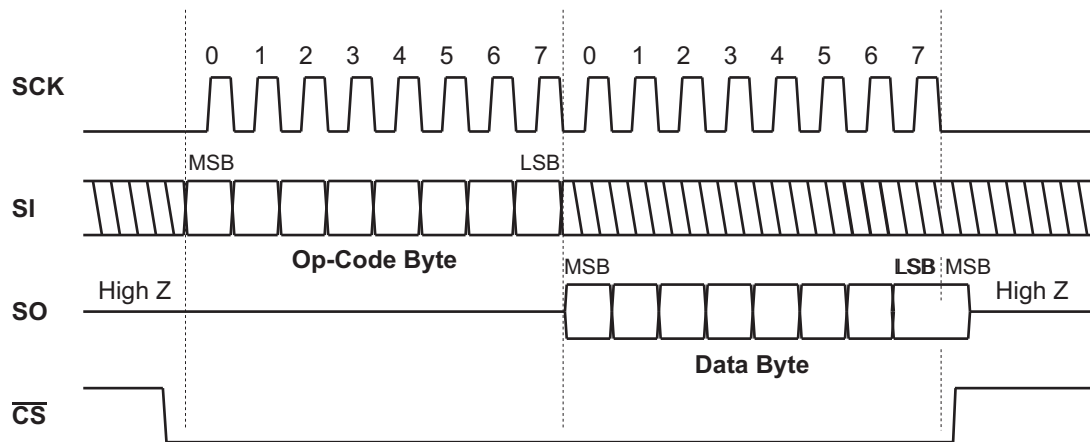 0 1 2 3 4 5 6 7 0 1 2 3 4 5 6 7
SCK
MSB LSB
SI
Op-Code Byte
MSB LSB MSB
High Z High Z
SO
Data Byte
CS